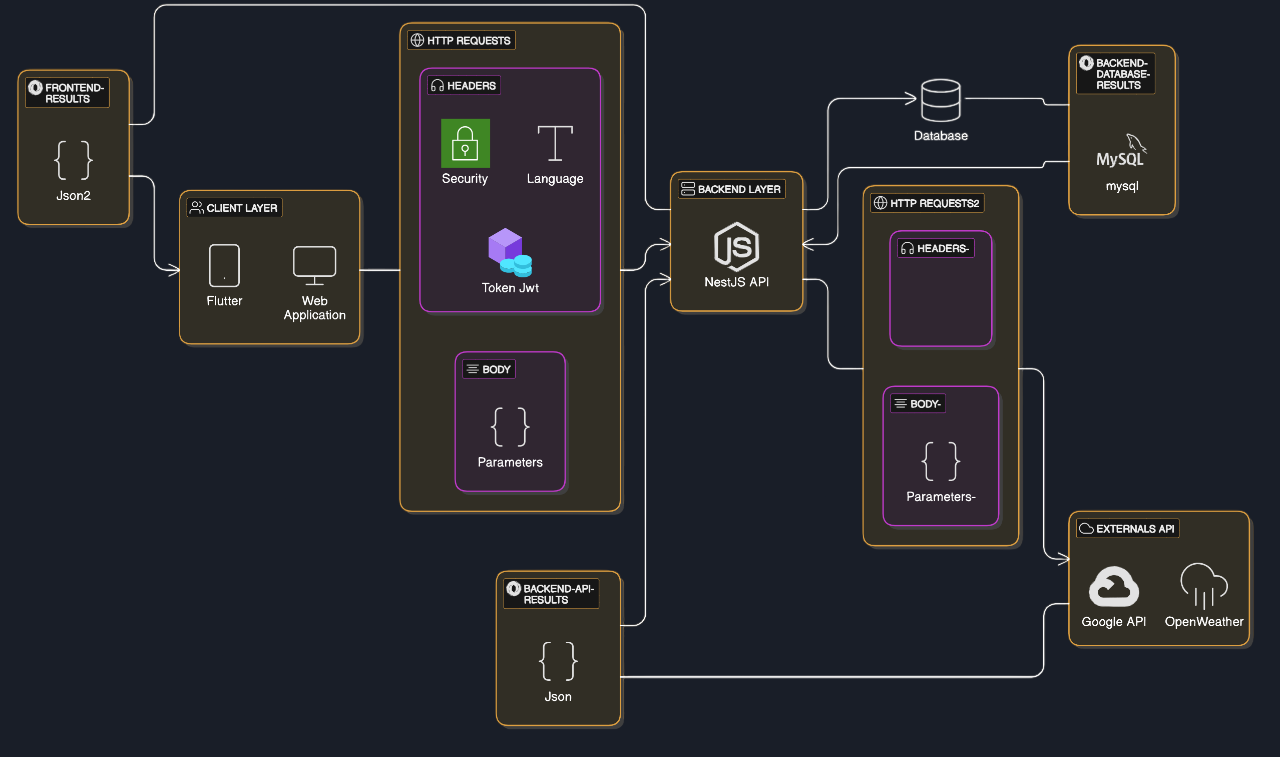 FRONTEND-
RESULTS
Json2
CLIENT LAYER
Flutter
Web
Application
HTTP REQUESTS
HEADERS
Security
Language
Token Jwt
BODY
Parameters
BACKEND-API-
RESULTS
Json
BACKEND LAYER
JS
NestJS API
Database
BACKEND-
DATABASE-
RESULTS
MySQL
mysql
HTTP REQUESTS2
HEADERS-
BODY-
Parameters-
EXTERNALS API
Google API
OpenWeather